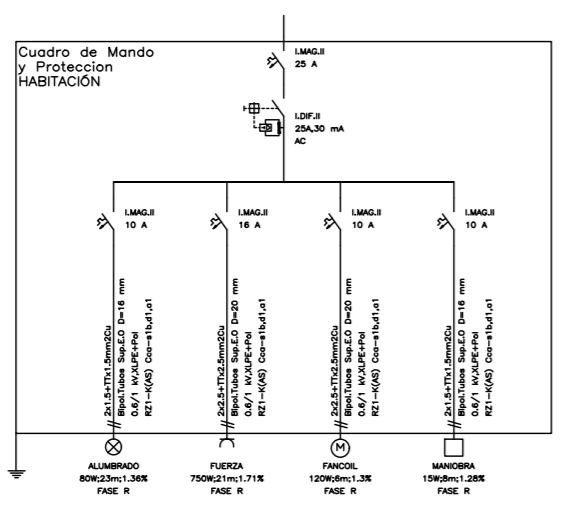 Cuadro de Mando
y Proteccion
HABITACIÓN
I.MAG.II
25 A
I.DIF.II
25A,30 mA
AC
I.MAG.II
10 A
I.MAG.II
16 A
I.MAG.II
10 A
I.MAG.II
10 A
2x1.5+TTx1.5mm2Cu
Bipol.Tubos Sup.E.O D=16 mm
0.6/1 kV,XLPE+Pol
RZ1-K(AS) Cca-s1b,d1,a1
2x2.5+TTx2.5mm2Cu
Bipol.Tubos Sup.E.O D=20 mm
0.6/1 kV,XLPE+Pol
RZ1-K(AS) Cca-s1b,d1,a1
2x2.5+TTx2.5mm2Cu
Bipol.Tubos Sup.E.O D=20 mm
0.6/1 kV,XLPE+Pol
RZ1-K(AS) Cca-s1b,d1,a1
2x1.5+TTx1.5mm2Cu
Bipol.Tubos Sup.E.O D=16 mm
0.6/1 kV,XLPE+Pol
RZ1-K(AS) Cca-s1b,d1,a1
M
ALUMBRADO
80W;23m;1.36%
FASE R
FUERZA
750W;21m;1.71%
FASE R
FANCOIL
120W;6m;1.3%
FASE R
MANIOBRA
15W;8m;1.28%
FASE R